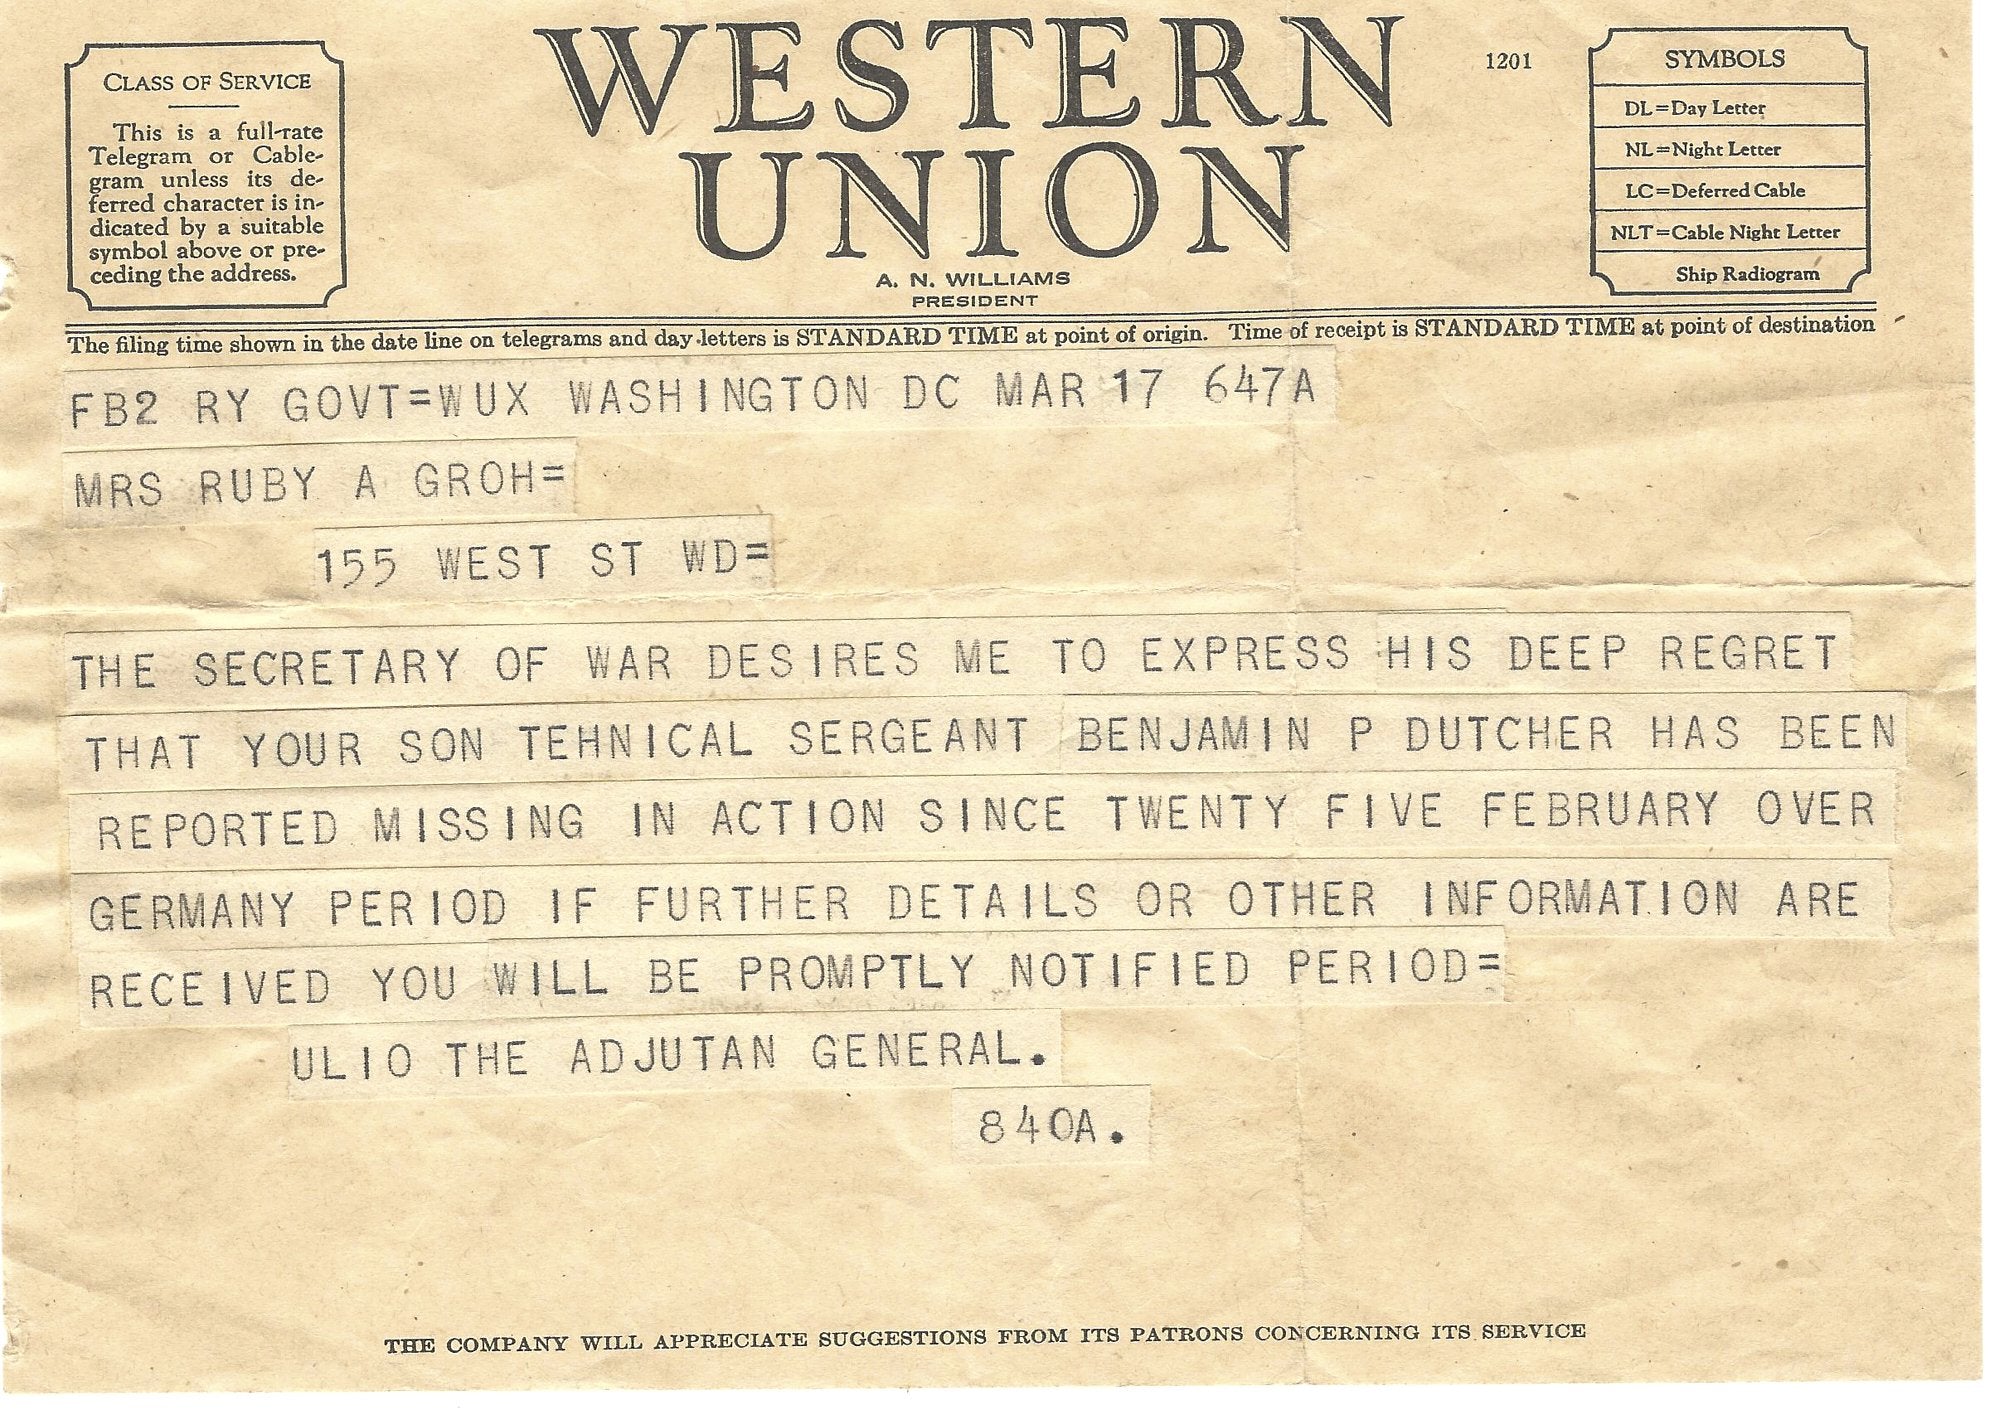 CLASS OF SERVICE
This is a full-rate
Telegram or Cable-
gram unless its de-
ferred character is in-
dicated by a suitable
symbol above or pre-
ceding the address.
WESTERN
UNION
A. N. WILLIAMS
PRESIDENT
1201
SYMBOLS
DL=Day Letter
NL=Night Letter
LC=Deferred Cable
NLT=Cable Night Letter
Ship Radiogram
The filing time shown in the date line on telegrams and day letters is STANDARD TIME at point of origin. Time of receipt is STANDARD TIME at point of destination
FB2 RY GOVT=WUX WASHINGTON DC MAR 17 647A
MRS RUBY A GROH=
155 WEST ST WD=
THE SECRETARY OF WAR DESIRES ME TO EXPRESS HIS DEEP REGRET
THAT YOUR SON TEHNICAL SERGEANT BENJAMIN P DUTCHER HAS BEEN
REPORTED MISSING IN ACTION SINCE TWENTY FIVE FEBRUARY OVER
GERMANY PERIOD IF FURTHER DETAILS OR OTHER INFORMATION ARE
RECEIVED YOU WILL BE PROMPTLY NOTIFIED PERIOD=
ULIO THE ADJUTAN GENERAL.
840A.
THE COMPANY WILL APPRECIATE SUGGESTIONS FROM ITS PATRONS CONCERNING ITS SERVICE